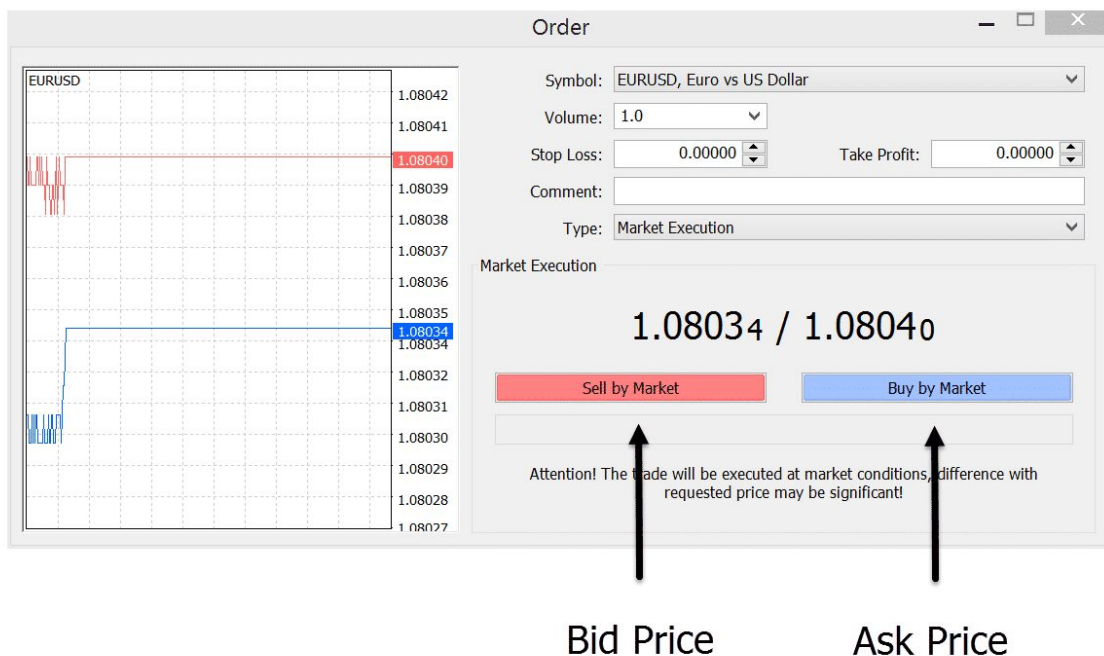 Order
EURUSD
1.08042
1.08041
1.08040
1.08039
1.08038
1.08037
1.08036
1.08035
1.08034
1.08034
1.08032
1.08031
1.08030
1.08029
1.08028
1.08027
Symbol: EURUSD, Euro vs US Dollar
Volume: 1.0
Stop Loss: 0.00000 Take Profit: 0.00000
Comment:
Type: Market Execution
Market Execution
1.08034 / 1.08040
Sell by Market Buy by Market
Attention! The trade will be executed at market conditions, difference with
requested price may be significant!
Bid Price Ask Price